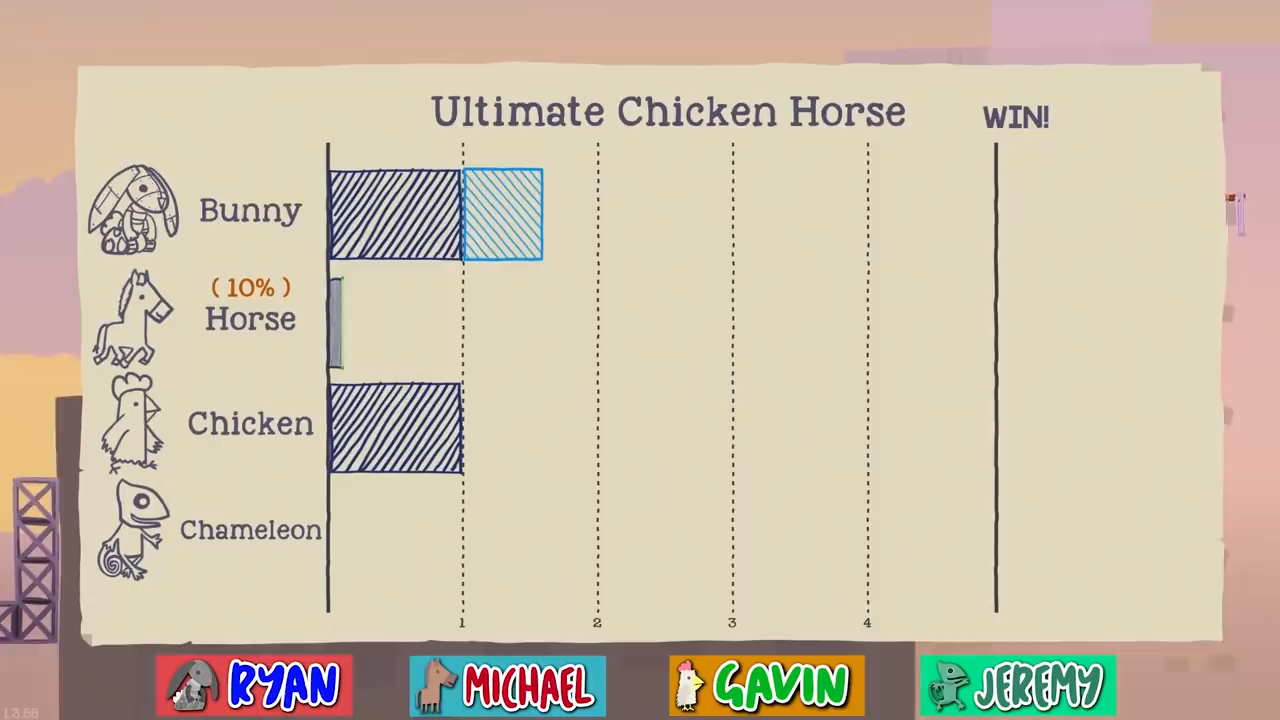 Ultimate Chicken Horse
WIN!
Bunny
( 10% )
Horse
Chicken
Chameleon
1 2 3 4
RYAN MICHAEL GAVIN JEREMY